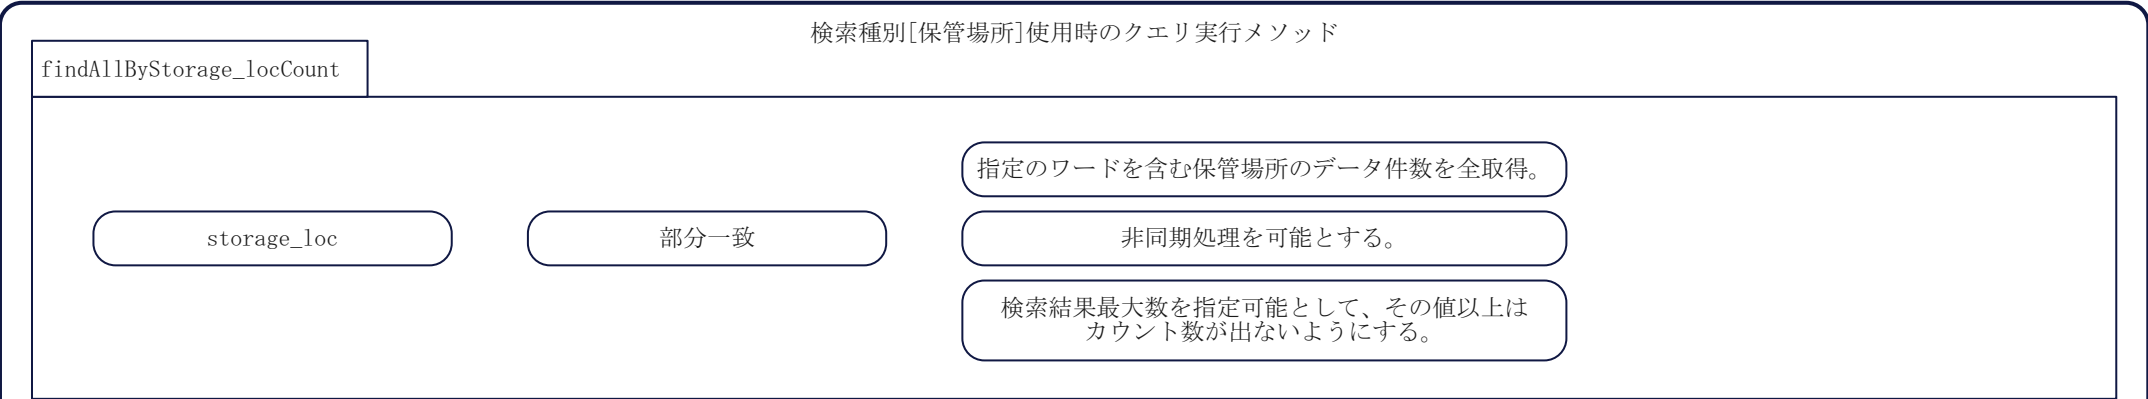 検索種別[保管場所]使用時のクエリ実行メソッド
findAllByStorage_locCount
指定のワードを含む保管場所のデータ件数を全取得。
storage_loc
部分一致
非同期処理を可能とする。
検索結果最大数を指定可能として、その値以上は
カウント数が出ないようにする。